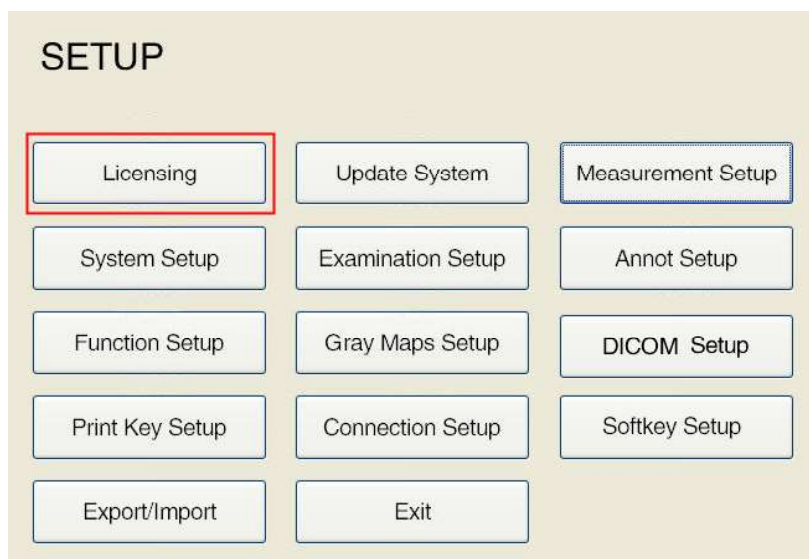 SETUP
Licensing
Update System
Measurement Setup
System Setup
Examination Setup
Annot Setup
Function Setup
Gray Maps Setup
DICOM Setup
Print Key Setup
Connection Setup
Softkey Setup
Export/Import
Exit